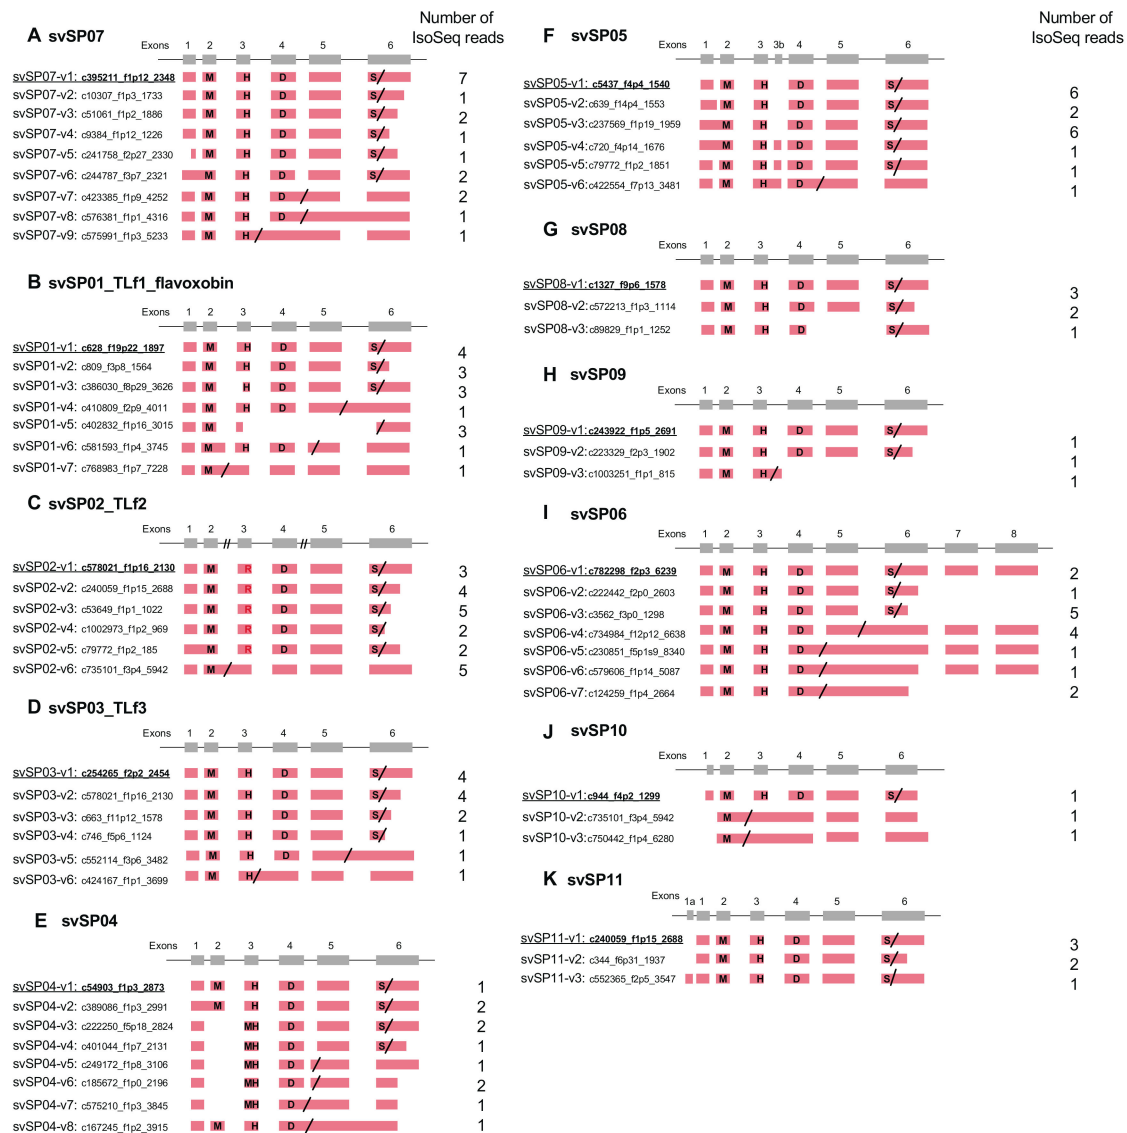 Number of
IsoSeq reads
A svSP07
Exons 1 2 3 4 5 6
svSP07-v1: c395211_f1p12_2348 M H D S 7
svSP07-v2: c10307_f1p3_1733 M H D S 1
svSP07-v3: c51061_f1p2_1886 M H D S 2
svSP07-v4: c9384_f1p12_1226 M H D S 1
svSP07-v5: c241758_f2p27_2330 M H D S 1
svSP07-v6: c244787_f3p7_2321 M H D S 2
svSP07-v7: c423385_f1p9_4252 M H D 2
svSP07-v8: c576381_f1p1_4316 M H D 1
svSP07-v9: c575991_f1p3_5233 M H 1
B svSP01_TLf1_flavoxobin
Exons 1 2 3 4 5 6
svSP01-v1: c628_f19p22_1897 M H D S 4
svSP01-v2: c809_f3p8_1564 M H D S 3
svSP01-v3: c386030_f8p29_3626 M H D S 3
svSP01-v4: c410809_f2p9_4011 M H D 1
svSP01-v5: c402832_f1p16_3015 M 3
svSP01-v6: c581593_f1p4_3745 M H D 1
svSP01-v7: c768983_f1p7_7228 M 1
C svSP02_TLf2
Exons 1 2 3 4 5 6
svSP02-v1: c578021_f1p16_2130 M R D S 3
svSP02-v2: c240059_f1p15_2688 M R D S 4
svSP02-v3: c53649_f1p1_1022 M R D S 5
svSP02-v4: c1002973_f1p2_969 M R D S 2
svSP02-v5: c79772_f1p2_185 M R D S 2
svSP02-v6: c735101_f3p4_5942 M 5
D svSP03_TLf3
Exons 1 2 3 4 5 6
svSP03-v1: c254265_f2p2_2454 M H D S 4
svSP03-v2: c578021_f1p16_2130 M H D S 4
svSP03-v3: c663_f11p12_1578 M H D S 2
svSP03-v4: c746_f5p6_1124 M H D S 1
svSP03-v5: c552114_f3p6_3482 M H D 1
svSP03-v6: c424167_f1p1_3699 M H 1
E svSP04
Exons 1 2 3 4 5 6
svSP04-v1: c54903_f1p3_2873 M H D S 1
svSP04-v2: c389086_f1p3_2991 M H D S 2
svSP04-v3: c222250_f5p18_2824 MH D S 2
svSP04-v4: c401044_f1p7_2131 MH D S 1
svSP04-v5: c249172_f1p8_3106 MH D 1
svSP04-v6: c185672_f1p0_2196 MH D 2
svSP04-v7: c575210_f1p3_3845 MH D 1
svSP04-v8: c167245_f1p2_3915 M H D 1
Number of
IsoSeq reads
F svSP05
Exons 1 2 3 3b 4 5 6
svSP05-v1: c5437_f4p4_1540 M H D S 6
svSP05-v2: c639_f14p4_1553 M H D S 2
svSP05-v3: c237569_f1p19_1959 M H D S 6
svSP05-v4: c720_f4p14_1676 M H D S 1
svSP05-v5: c79772_f1p2_1851 M H D S 1
svSP05-v6: c422554_f7p13_3481 M H D 1
G svSP08
Exons 1 2 3 4 5 6
svSP08-v1: c1327_f9p6_1578 M H D S 3
svSP08-v2: c572213_f1p3_1114 M H D S 2
svSP08-v3: c89829_f1p1_1252 M H D S 1
H svSP09
Exons 1 2 3 4 5 6
svSP09-v1: c243922_f1p5_2691 M H D S 1
svSP09-v2: c223329_f2p3_1902 M H D S 1
svSP09-v3: c1003251_f1p1_815 M H 1
I svSP06
Exons 1 2 3 4 5 6 7 8
svSP06-v1: c782298_f2p3_6239 M H D S 2
svSP06-v2: c222442_f2p0_2603 M H D S 1
svSP06-v3: c3562_f3p0_1298 M H D S 5
svSP06-v4: c734984_f12p12_6638 M H D 4
svSP06-v5: c230851_f5p1s9_8340 M H D 1
svSP06-v6: c579606_f1p14_5087 M H D 1
svSP06-v7: c124259_f1p4_2664 M H D 2
J svSP10
Exons 1 2 3 4 5 6
svSP10-v1: c944_f4p2_1299 M H D S 1
svSP10-v2: c735101_f3p4_5942 M 1
svSP10-v3: c750442_f1p4_6280 M 1
K svSP11
Exons 1a 1 2 3 4 5 6
svSP11-v1: c240059_f1p15_2688 M H D S 3
svSP11-v2: c344_f6p31_1937 M H D S 2
svSP11-v3: c552365_f2p5_3547 M H D S 1